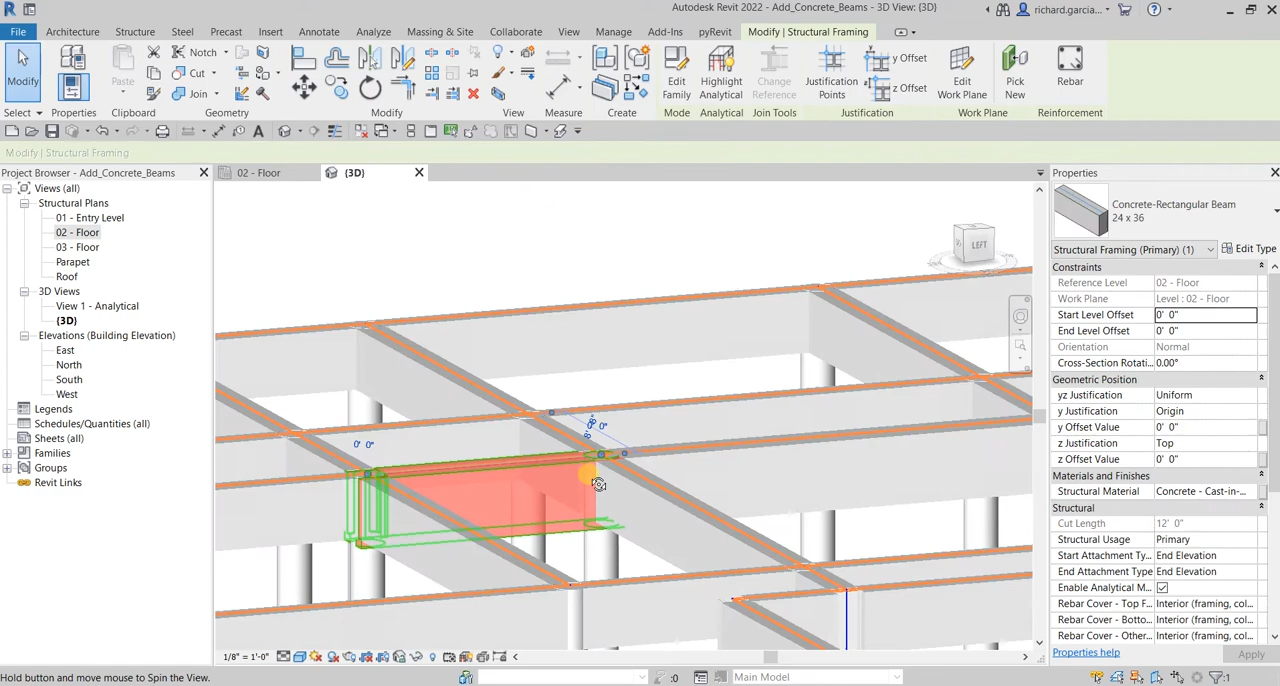 Autodesk Revit 2022 - Add_Concrete_Beams - 3D View: {3D}
richard.garcia...
File Architecture Structure Steel Precast Insert Annotate Analyze Massing & Site Collaborate View Manage Add-Ins pyRevit Modify | Structural Framing
Modify
Paste
Notch
Cut
Join
Edit Family
Highlight Analytical
Change Reference
Justification Points
y Offset
z Offset
Edit Work Plane
Pick New
Rebar
Select Properties Clipboard Geometry Modify View Measure Create Mode Analytical Join Tools Justification Work Plane Reinforcement
Modify | Structural Framing
Project Browser - Add_Concrete_Beams
02 - Floor
{3D}
Properties
Views (all)
Structural Plans
01 - Entry Level
02 - Floor
03 - Floor
Parapet
Roof
3D Views
View 1 - Analytical
{3D}
Elevations (Building Elevation)
East
North
South
West
Legends
Schedules/Quantities (all)
Sheets (all)
Families
Groups
Revit Links
LEFT
0' 0"
Concrete-Rectangular Beam
24 x 36
Structural Framing (Primary) (1)
Edit Type
Constraints
Reference Level 02 - Floor
Work Plane Level : 02 - Floor
Start Level Offset 0' 0"
End Level Offset 0' 0"
Orientation Normal
Cross-Section Rotati... 0.00°
Geometric Position
yz Justification Uniform
y Justification Origin
y Offset Value 0' 0"
z Justification Top
z Offset Value 0' 0"
Materials and Finishes
Structural Material Concrete - Cast-in-...
Structural
Cut Length 12' 0"
Structural Usage Primary
Start Attachment Ty... End Elevation
End Attachment Type End Elevation
Enable Analytical M...
Rebar Cover - Top F... Interior (framing, col...
Rebar Cover - Botto... Interior (framing, col...
Rebar Cover - Other... Interior (framing, col...
Properties help
Apply
1/8" = 1'-0"
Hold button and move mouse to Spin the View.
:0
Main Model
:1